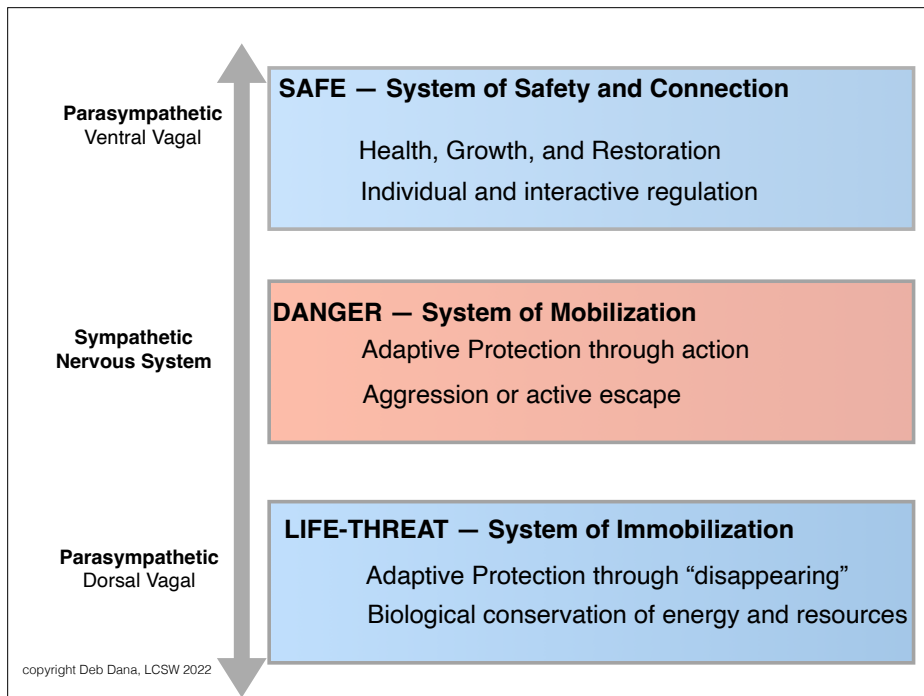 Parasympathetic
Ventral Vagal
SAFE — System of Safety and Connection
Health, Growth, and Restoration
Individual and interactive regulation
Sympathetic
Nervous System
DANGER — System of Mobilization
Adaptive Protection through action
Aggression or active escape
Parasympathetic
Dorsal Vagal
LIFE-THREAT — System of Immobilization
Adaptive Protection through “disappearing”
Biological conservation of energy and resources
copyright Deb Dana, LCSW 2022